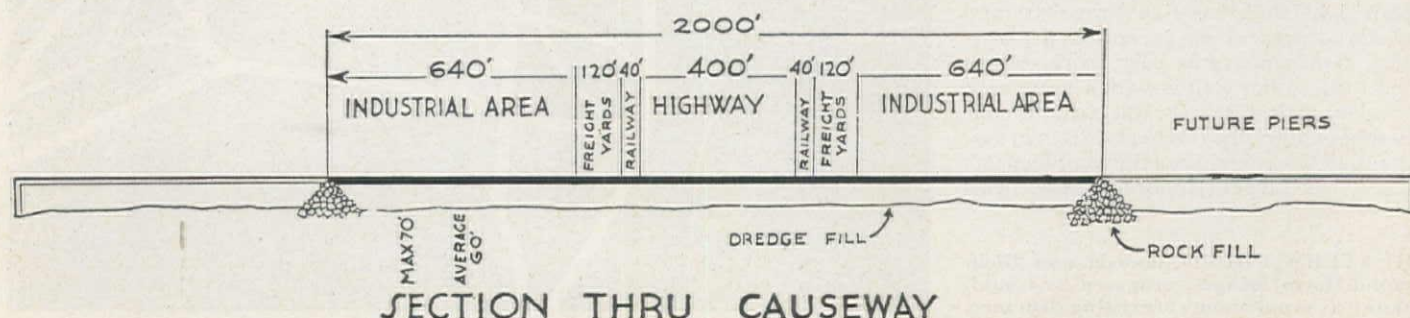 2000'
640' 120' 40' 400' 40' 120' 640'
INDUSTRIAL AREA
FREIGHT
YARDS
RAILWAY
HIGHWAY
RAILWAY
FREIGHT
YARDS
INDUSTRIAL AREA
FUTURE PIERS
MAX 70'
AVERAGE
60'
DREDGE FILL
ROCK FILL
SECTION THRU CAUSEWAY